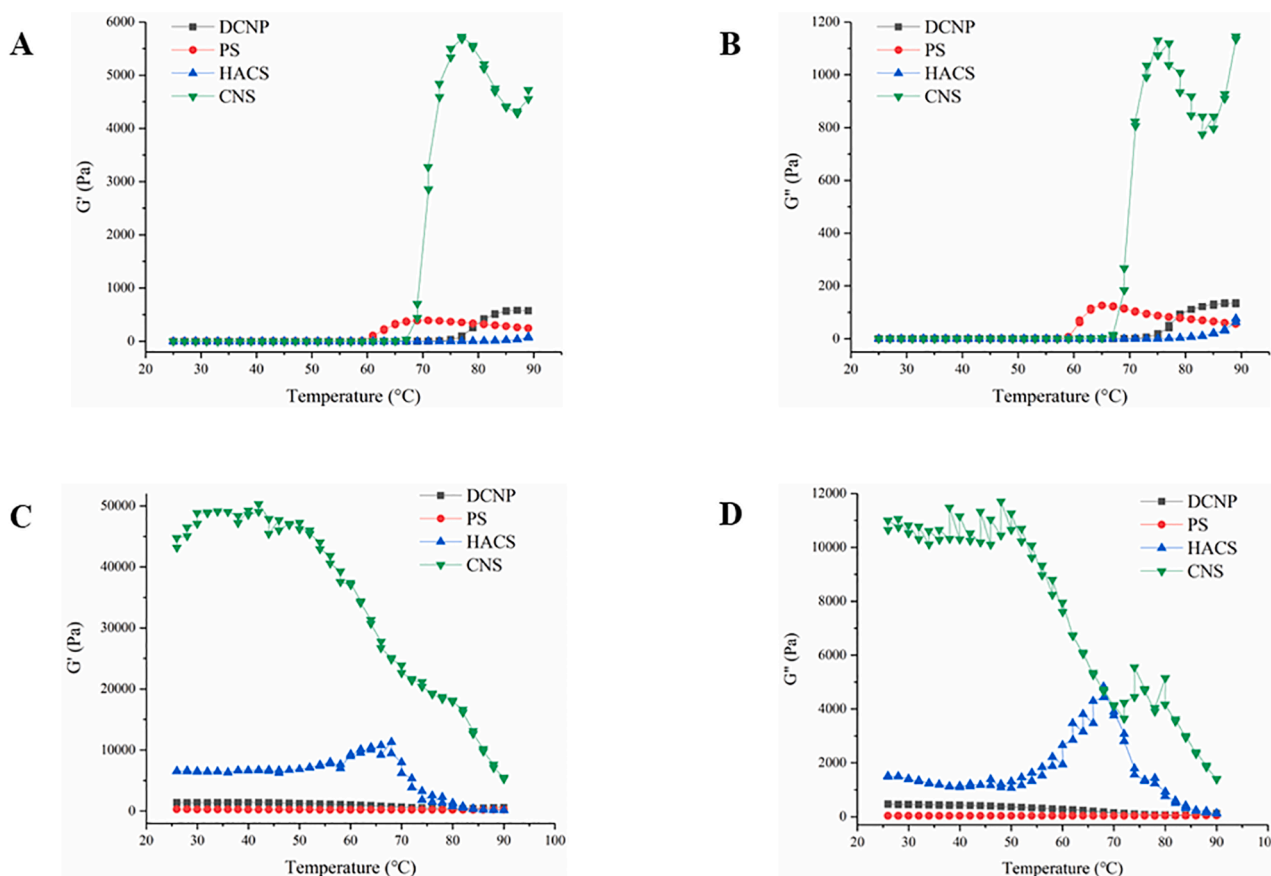 A
DCNP
PS
HACS
CNS
6000
5000
4000
3000
2000
1000
0
G' (Pa)
20 30 40 50 60 70 80 90
Temperature (°C)
B
DCNP
PS
HACS
CNS
1200
1000
800
600
400
200
0
G'' (Pa)
20 30 40 50 60 70 80 90
Temperature (°C)
C
DCNP
PS
HACS
CNS
50000
40000
30000
20000
10000
0
G' (Pa)
20 30 40 50 60 70 80 90 100
Temperature (°C)
D
DCNP
PS
HACS
CNS
12000
10000
8000
6000
4000
2000
0
G'' (Pa)
20 30 40 50 60 70 80 90 10
Temperature (°C)